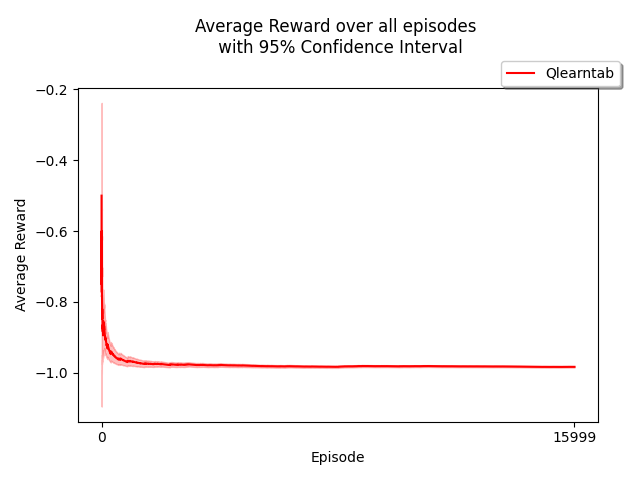 Average Reward over all episodes
with 95% Confidence Interval
Qlearntab
−0.2
−0.4
−0.6
−0.8
−1.0
Average Reward
0
15999
Episode